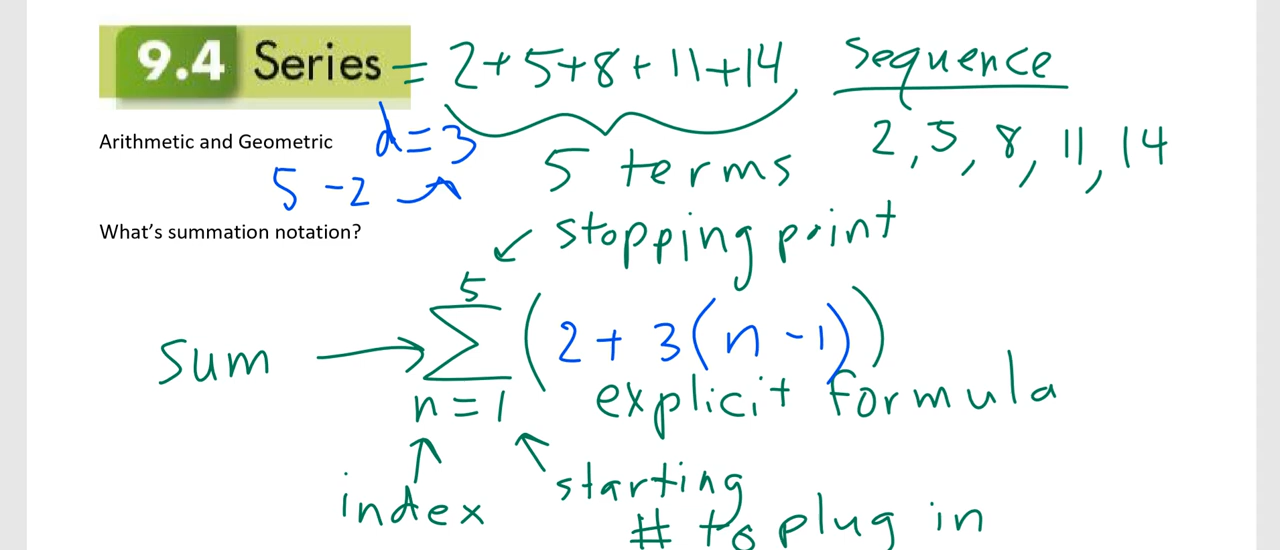 9.4 Series = 2+5+8+11+14 Sequence
Arithmetic and Geometric d=3 2, 5, 8, 11, 14
5 terms
5 -2
What's summation notation? stopping point
5
sum → ∑ (2 + 3(n -1))
n = 1 explicit formula
index starting
# to plug in